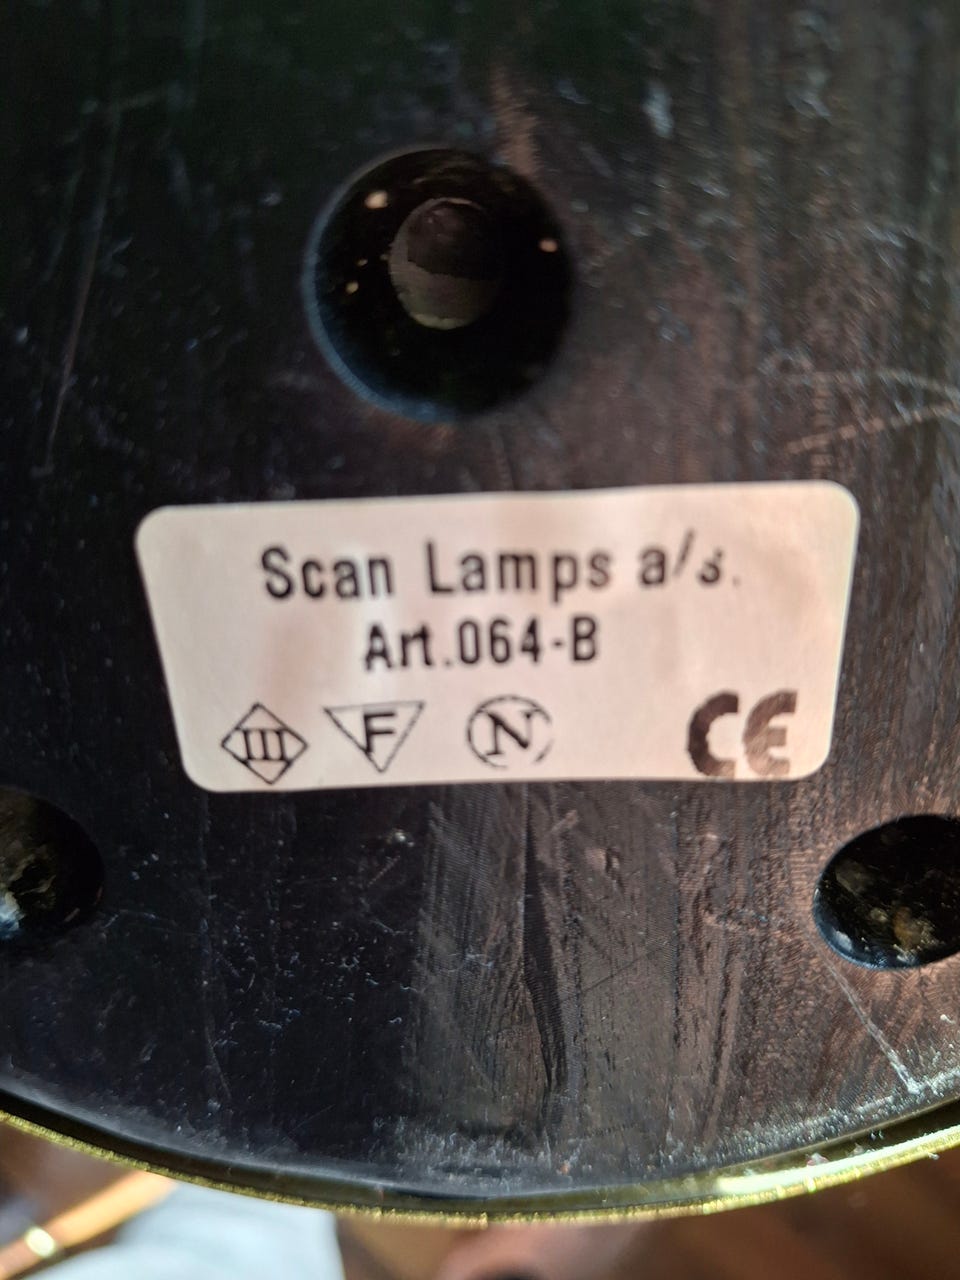 Scan Lamps a/s.
Art.064-B
III F N CE